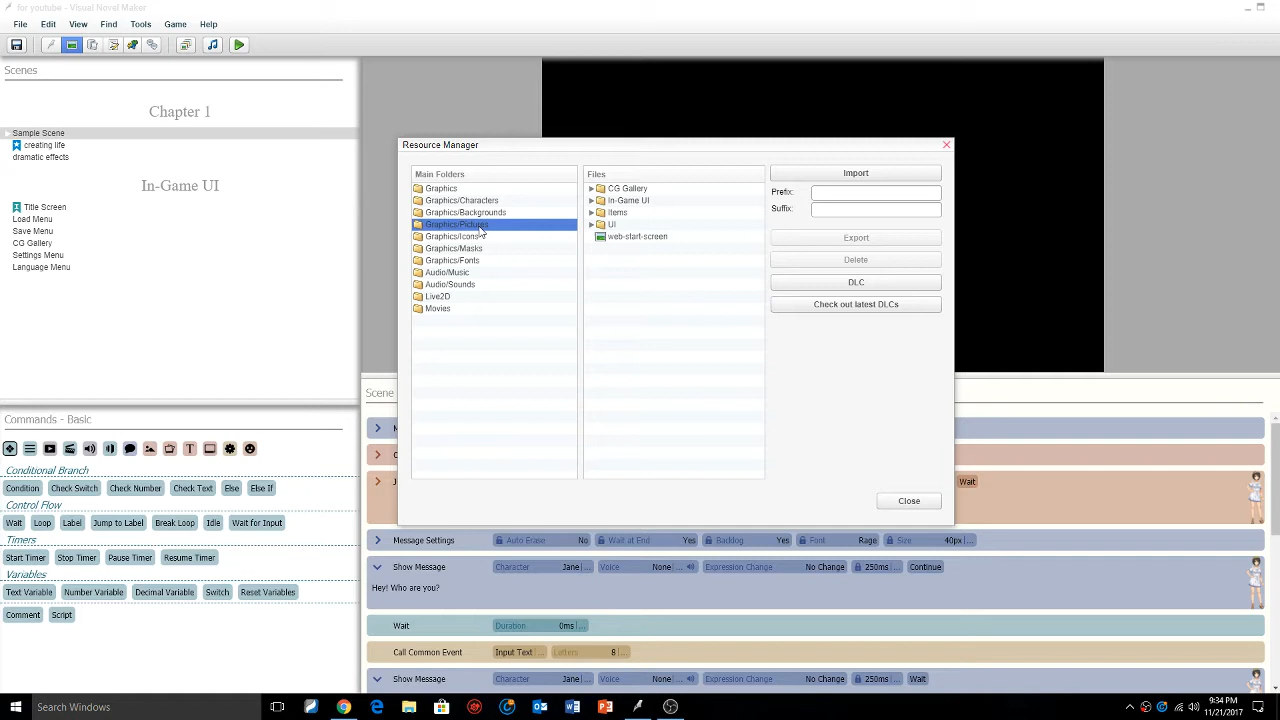 for youtube - Visual Novel Maker
File Edit View Find Tools Game Help
Scenes
Chapter 1
Sample Scene
creating life
dramatic effects
In-Game UI
Title Screen
Load Menu
Save Menu
CG Gallery
Settings Menu
Language Menu
Resource Manager
Main Folders
Graphics
Graphics/Characters
Graphics/Backgrounds
Graphics/Pictures
Graphics/Icons
Graphics/Masks
Graphics/Fonts
Audio/Music
Audio/Sounds
Live2D
Movies
Files
CG Gallery
In-Game UI
Items
UI
web-start-screen
Import
Prefix:
Suffix:
Export
Delete
DLC
Check out latest DLCs
Close
Commands - Basic
Conditional Branch
Condition Check Switch Check Number Check Text Else Else If
Control Flow
Wait Loop Label Jump to Label Break Loop Idle Wait for Input
Timers
Start Timer Stop Timer Pause Timer Resume Timer
Variables
Text Variable Number Variable Decimal Variable Switch Reset Variables
Comment Script
Scene
Wait
Message Settings Auto Erase No Wait at End Yes Backlog Yes Font Rage Size 40px|...
Show Message Character Jane|... Voice None|... Expression Change No Change 250ms|... Continue
Hey! Who are you?
Wait Duration 0ms|...
Call Common Event Input Text|... Letters 8|...
Show Message Character Jane|... Voice None|... Expression Change No Change 250ms|... Wait
Search Windows
9:34 PM
11/21/2017